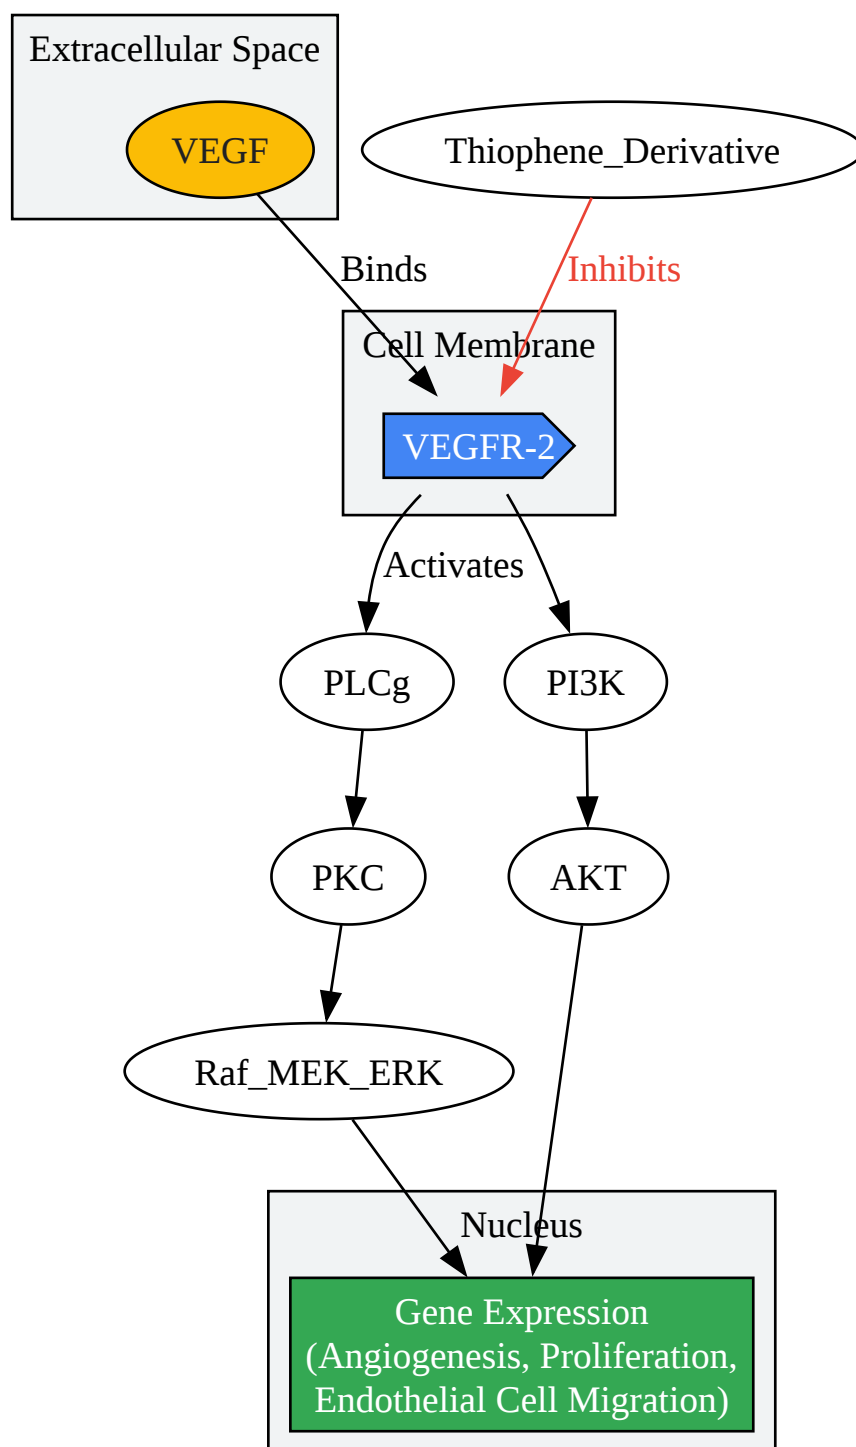 Extracellular Space
VEGF
Thiophene_Derivative
Binds
Inhibits
Cell Membrane
VEGFR-2
Activates
PLCg
PI3K
PKC
AKT
Raf_MEK_ERK
Nucleus
Gene Expression
(Angiogenesis, Proliferation,
Endothelial Cell Migration)